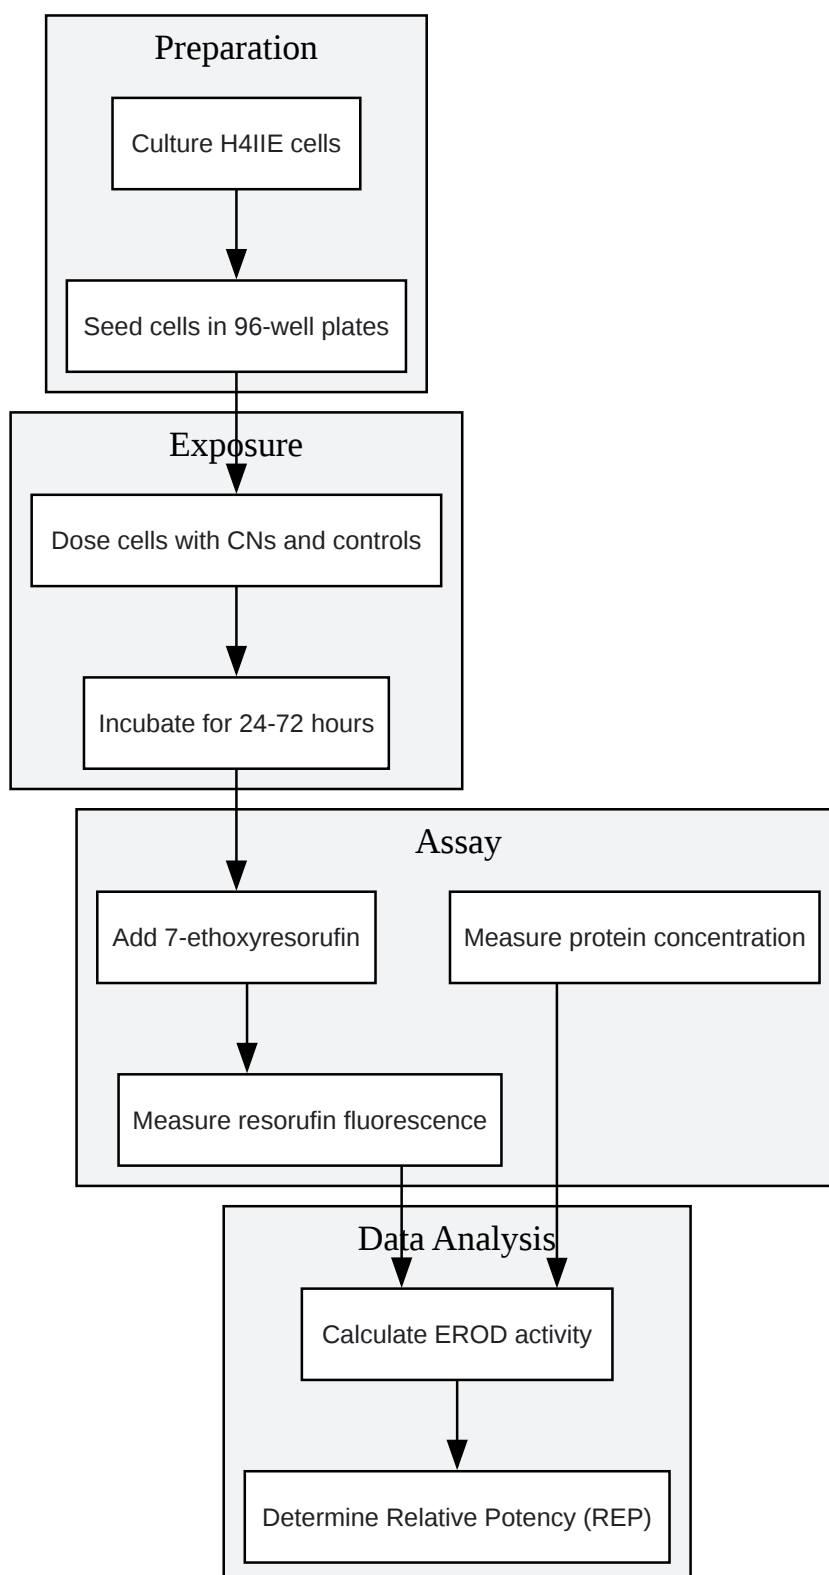 Preparation
Culture H4IIE cells
Seed cells in 96-well plates
Exposure
Dose cells with CNs and controls
Incubate for 24-72 hours
Assay
Add 7-ethoxyresorufin
Measure protein concentration
Measure resorufin fluorescence
Data Analysis
Calculate EROD activity
Determine Relative Potency (REP)